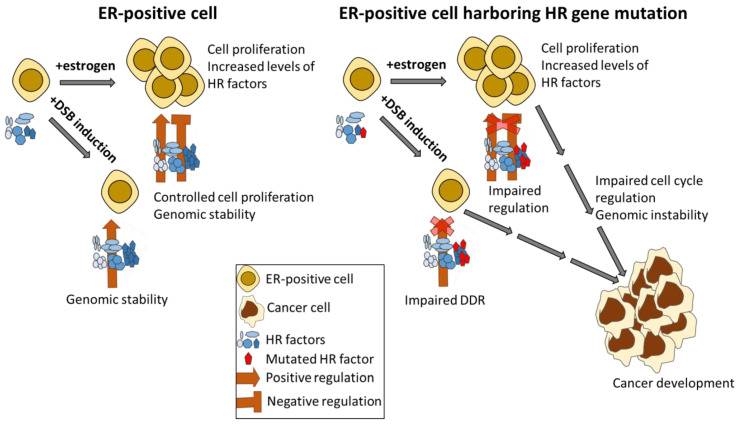 ER-positive cell
+estrogen
Cell proliferation
Increased levels of
HR factors
+DSB induction
Controlled cell proliferation
Genomic stability
Genomic stability
ER-positive cell harboring HR gene mutation
+estrogen
Cell proliferation
Increased levels of
HR factors
+DSB induction
Impaired
regulation
Impaired cell cycle
regulation
Genomic instability
Impaired DDR
Cancer development
ER-positive cell
Cancer cell
HR factors
Mutated HR factor
Positive regulation
Negative regulation